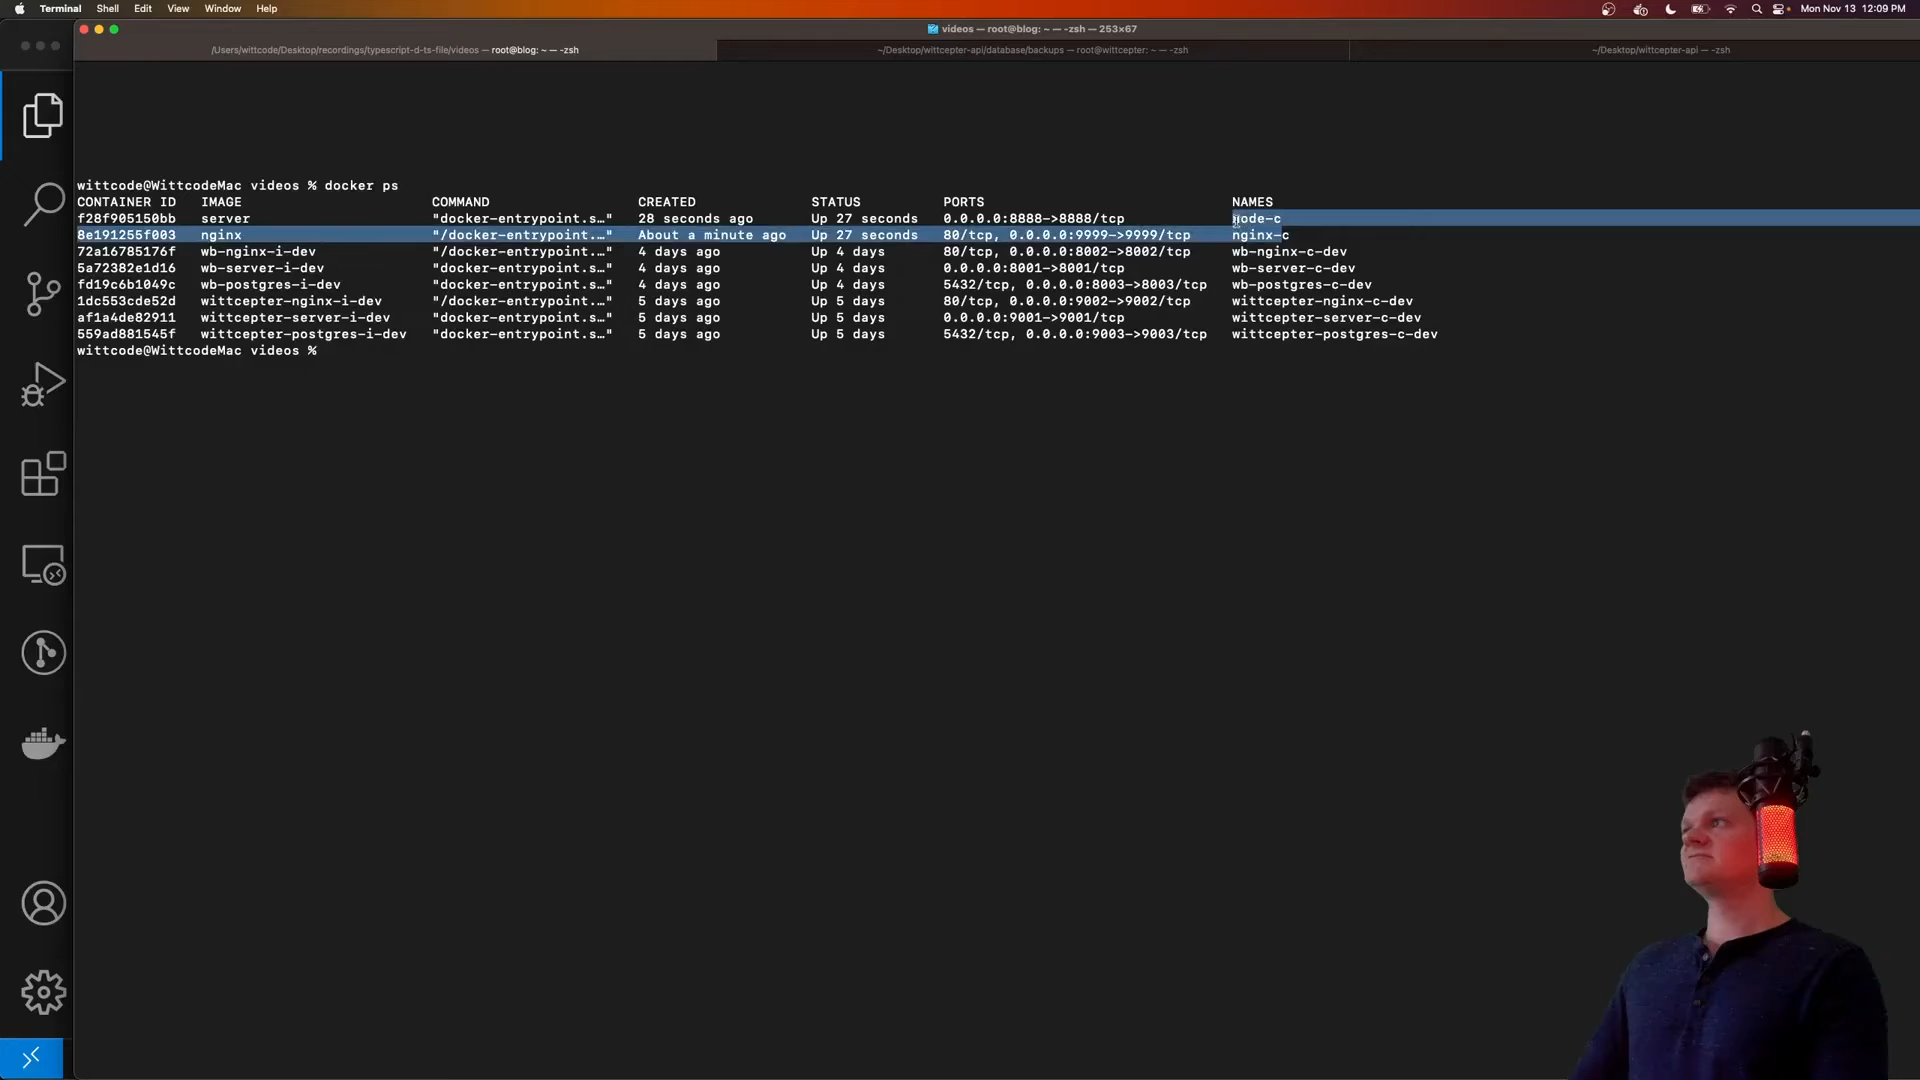 Terminal Shell Edit View Window Help Mon Nov 13 12:09 PM
videos — root@blog: ~ — -zsh — 253×67
/Users/wittcode/Desktop/recordings/typescript-d-ts-file/videos — root@blog: ~ — -zsh ~/Desktop/wittcepter-api/database/backups — root@wittcepter: ~ — -zsh ~/Desktop/wittcepter-api — -zsh
wittcode@WittcodeMac videos % docker ps
CONTAINER ID IMAGE COMMAND CREATED STATUS PORTS NAMES
f28f905150bb server "docker-entrypoint.s…" 28 seconds ago Up 27 seconds 0.0.0.0:8888->8888/tcp node-c
8e191255f003 nginx "/docker-entrypoint.…" About a minute ago Up 27 seconds 80/tcp, 0.0.0.0:9999->9999/tcp nginx-c
72a16785176f wb-nginx-i-dev "/docker-entrypoint.…" 4 days ago Up 4 days 80/tcp, 0.0.0.0:8002->8002/tcp wb-nginx-c-dev
5a72382e1d16 wb-server-i-dev "docker-entrypoint.s…" 4 days ago Up 4 days 0.0.0.0:8001->8001/tcp wb-server-c-dev
fd19c6b1049c wb-postgres-i-dev "docker-entrypoint.s…" 4 days ago Up 4 days 5432/tcp, 0.0.0.0:8003->8003/tcp wb-postgres-c-dev
1dc553cde52d wittcepter-nginx-i-dev "/docker-entrypoint.…" 5 days ago Up 5 days 80/tcp, 0.0.0.0:9002->9002/tcp wittcepter-nginx-c-dev
af1a4de82911 wittcepter-server-i-dev "docker-entrypoint.s…" 5 days ago Up 5 days 0.0.0.0:9001->9001/tcp wittcepter-server-c-dev
559ad881545f wittcepter-postgres-i-dev "docker-entrypoint.s…" 5 days ago Up 5 days 5432/tcp, 0.0.0.0:9003->9003/tcp wittcepter-postgres-c-dev
wittcode@WittcodeMac videos %